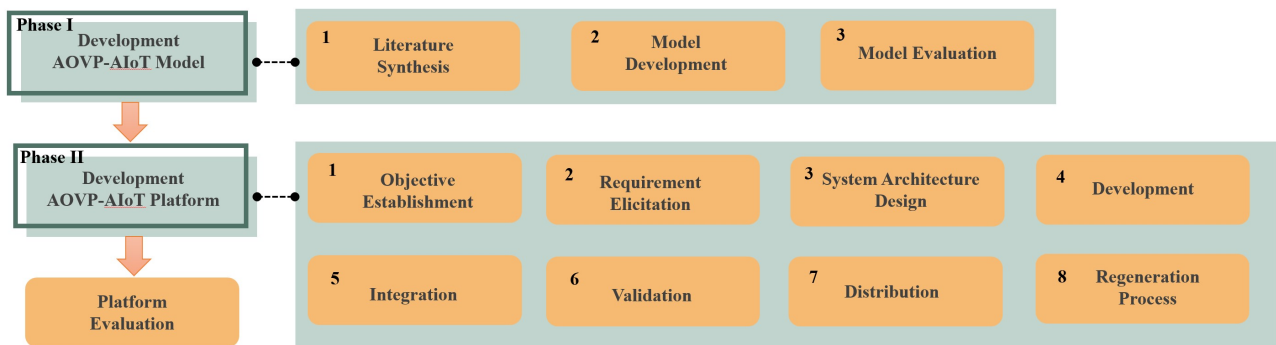 Phase I
Development
AOVP-AIoT Model
1
Literature
Synthesis
2
Model
Development
3
Model Evaluation
Phase II
Development
AOVP-AIoT Platform
1
Objective
Establishment
2
Requirement
Elicitation
3
System Architecture
Design
4
Development
5
Integration
6
Validation
7
Distribution
8
Regeneration
Process
Platform
Evaluation